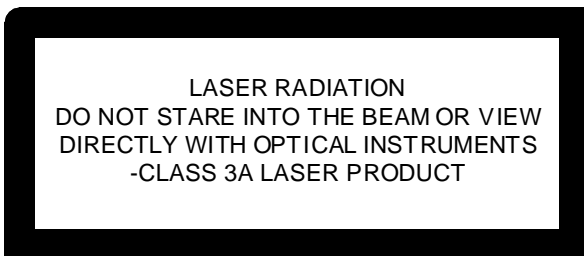 LASER RADIATION
DO NOT STARE INTO THE BEAM OR VIEW
DIRECTLY WITH OPTICAL INSTRUMENTS
-CLASS 3A LASER PRODUCT